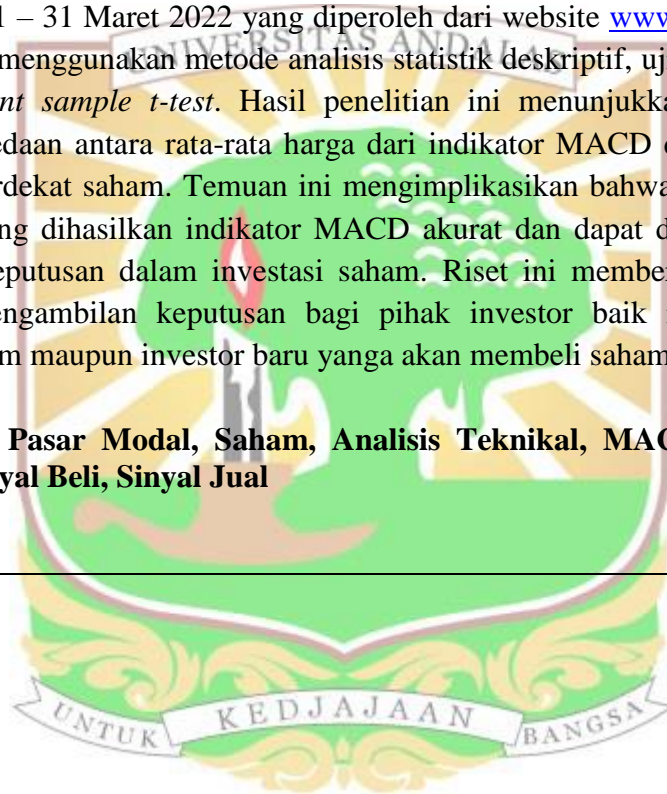 1 – 31 Maret 2022 yang diperoleh dari website www
UNIVERSITAS ANDALAS
menggunakan metode analisis statistik deskriptif, uj
nt sample t-test. Hasil penelitian ini menunjukka
edaan antara rata-rata harga dari indikator MACD
erdekat saham. Temuan ini mengimplikasikan bahwa
ng dihasilkan indikator MACD akurat dan dapat d
eputusan dalam investasi saham. Riset ini member
engambilan keputusan bagi pihak investor baik
m maupun investor baru yanga akan membeli saham
Pasar Modal, Saham, Analisis Teknikal, MAC
yal Beli, Sinyal Jual
UNTUK KEDJAJAAN BANGSA